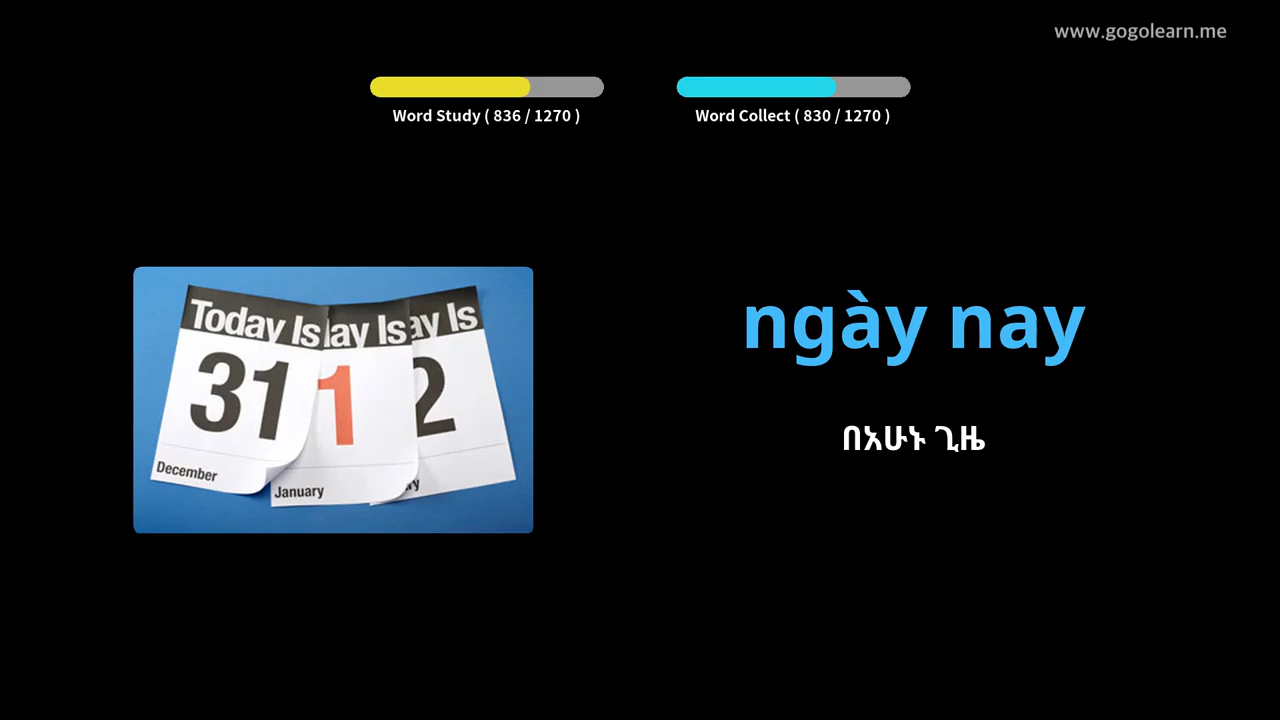 www.gogolearn.me
Word Study ( 836 / 1270 )
Word Collect ( 830 / 1270 )
Today Is
31
December
ay Is
1
January
ay Is
2
ry
ngày nay
በአሁኑ ጊዜ